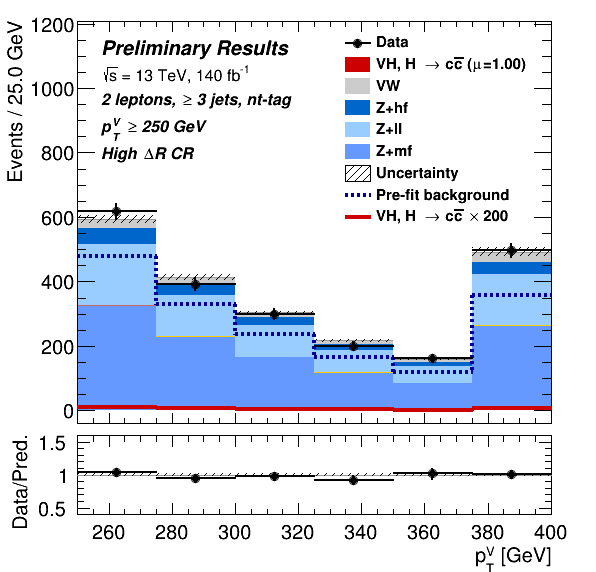 Events / 25.0 GeV
1200
1000
800
600
400
200
0
Preliminary Results
√s = 13 TeV, 140 fb⁻¹
2 leptons, ≥ 3 jets, nt-tag
p_T^V ≥ 250 GeV
High ΔR CR
Data
VH, H → cc̅ (μ=1.00)
VW
Z+hf
Z+ll
Z+mf
Uncertainty
Pre-fit background
VH, H → cc̅ × 200
Data/Pred.
1.5
1
0.5
260 280 300 320 340 360 380 400
p_T^V [GeV]